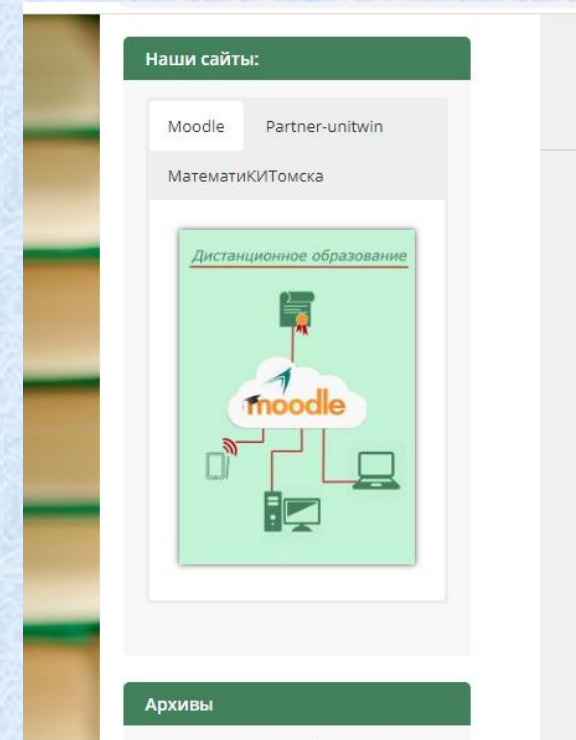 Наши сайты:
Moodle Partner-unitwin
МатематиКИТомска
Дистанционное образование
moodle
Архивы